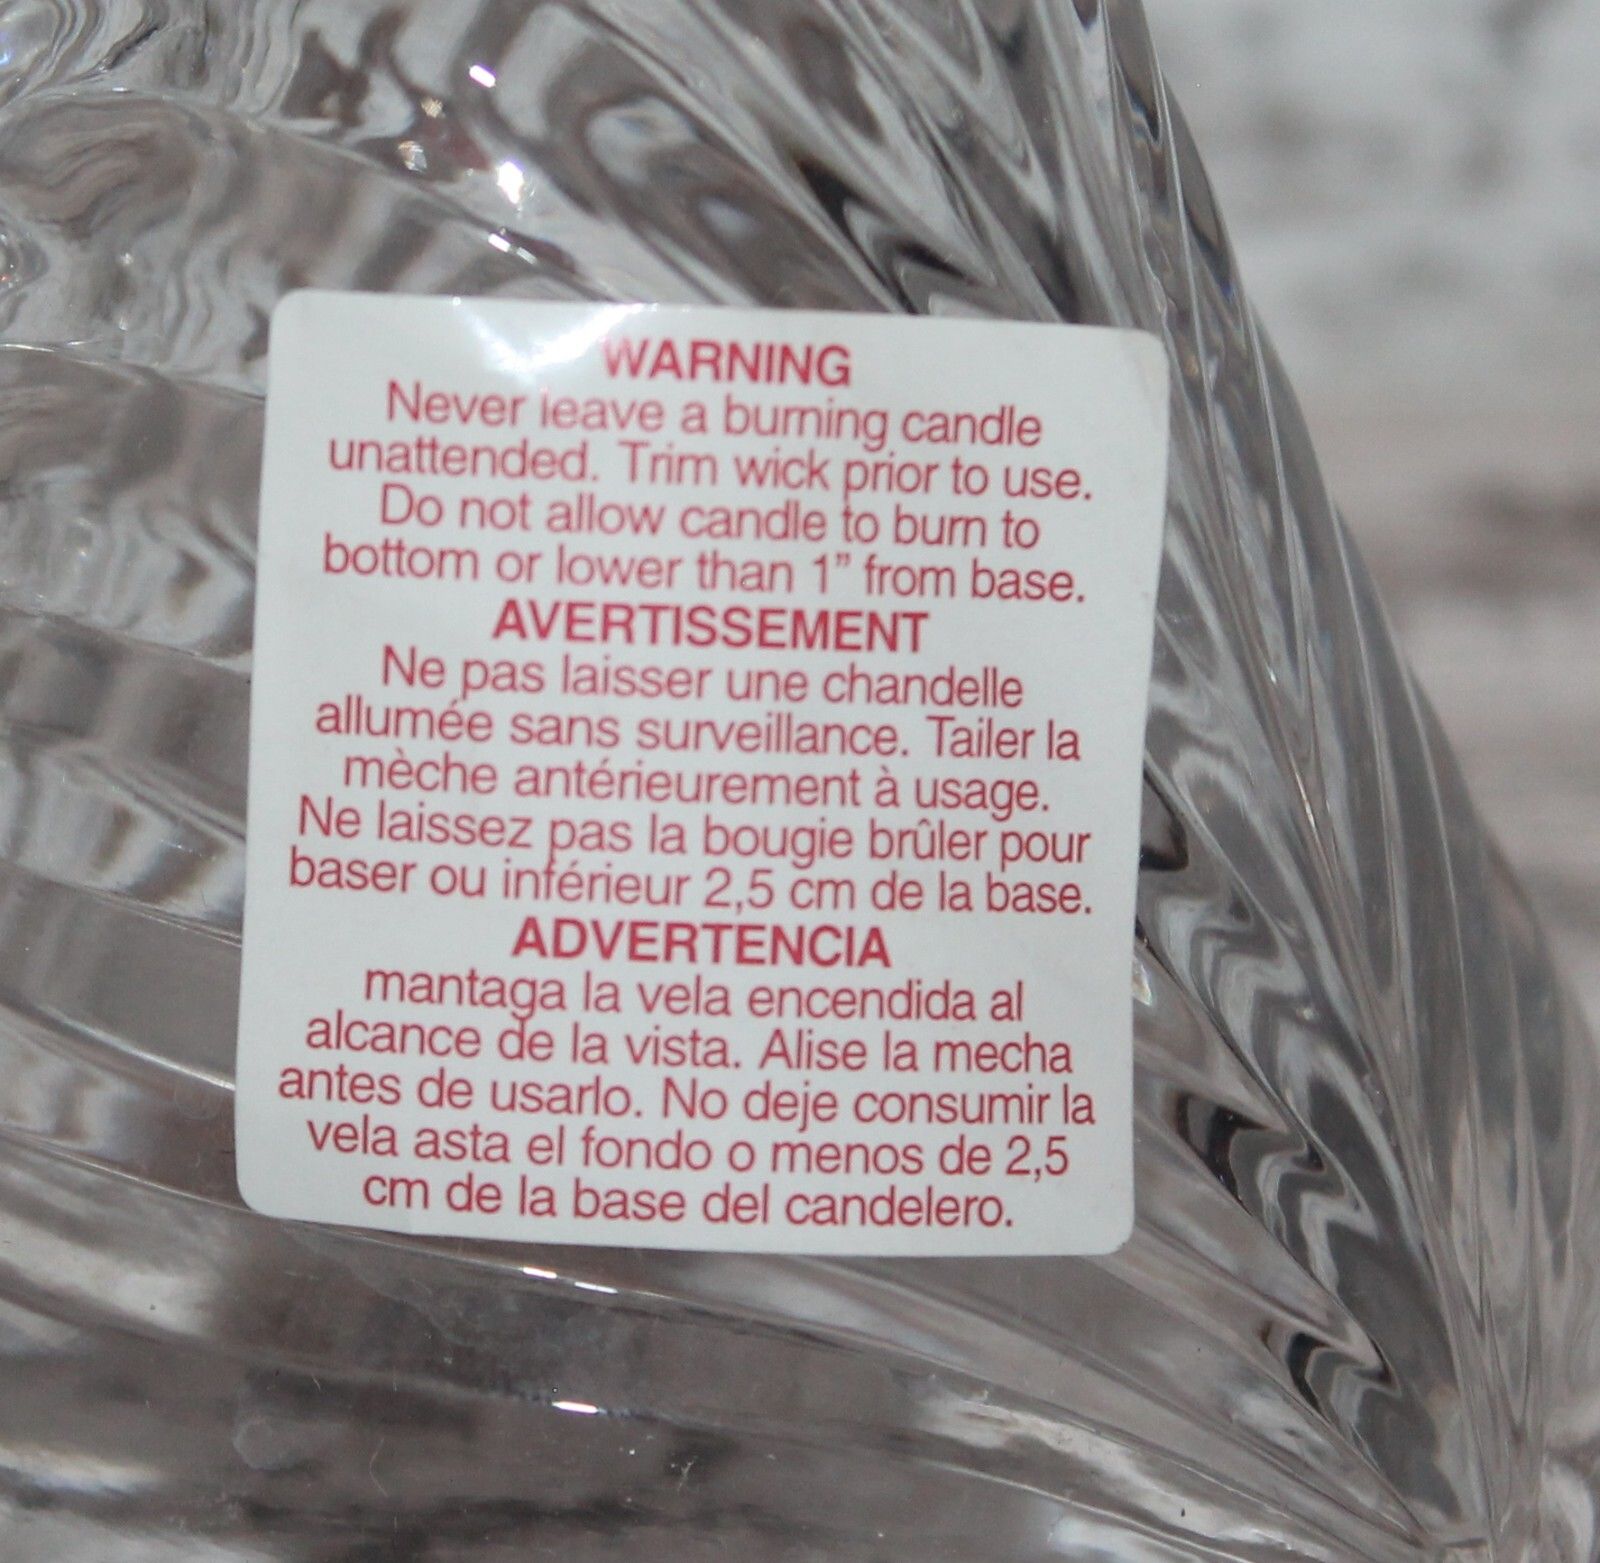 WARNING
Never leave a burning candle
unattended. Trim wick prior to use.
Do not allow candle to burn to
bottom or lower than 1" from base.
AVERTISSEMENT
Ne pas laisser une chandelle
allumée sans surveillance. Tailer la
mèche antérieurement à usage.
Ne laissez pas la bougie brûler pour
baser ou inférieur 2,5 cm de la base.
ADVERTENCIA
mantaga la vela encendida al
alcance de la vista. Alise la mecha
antes de usarlo. No deje consumir la
vela asta el fondo o menos de 2,5
cm de la base del candelero.